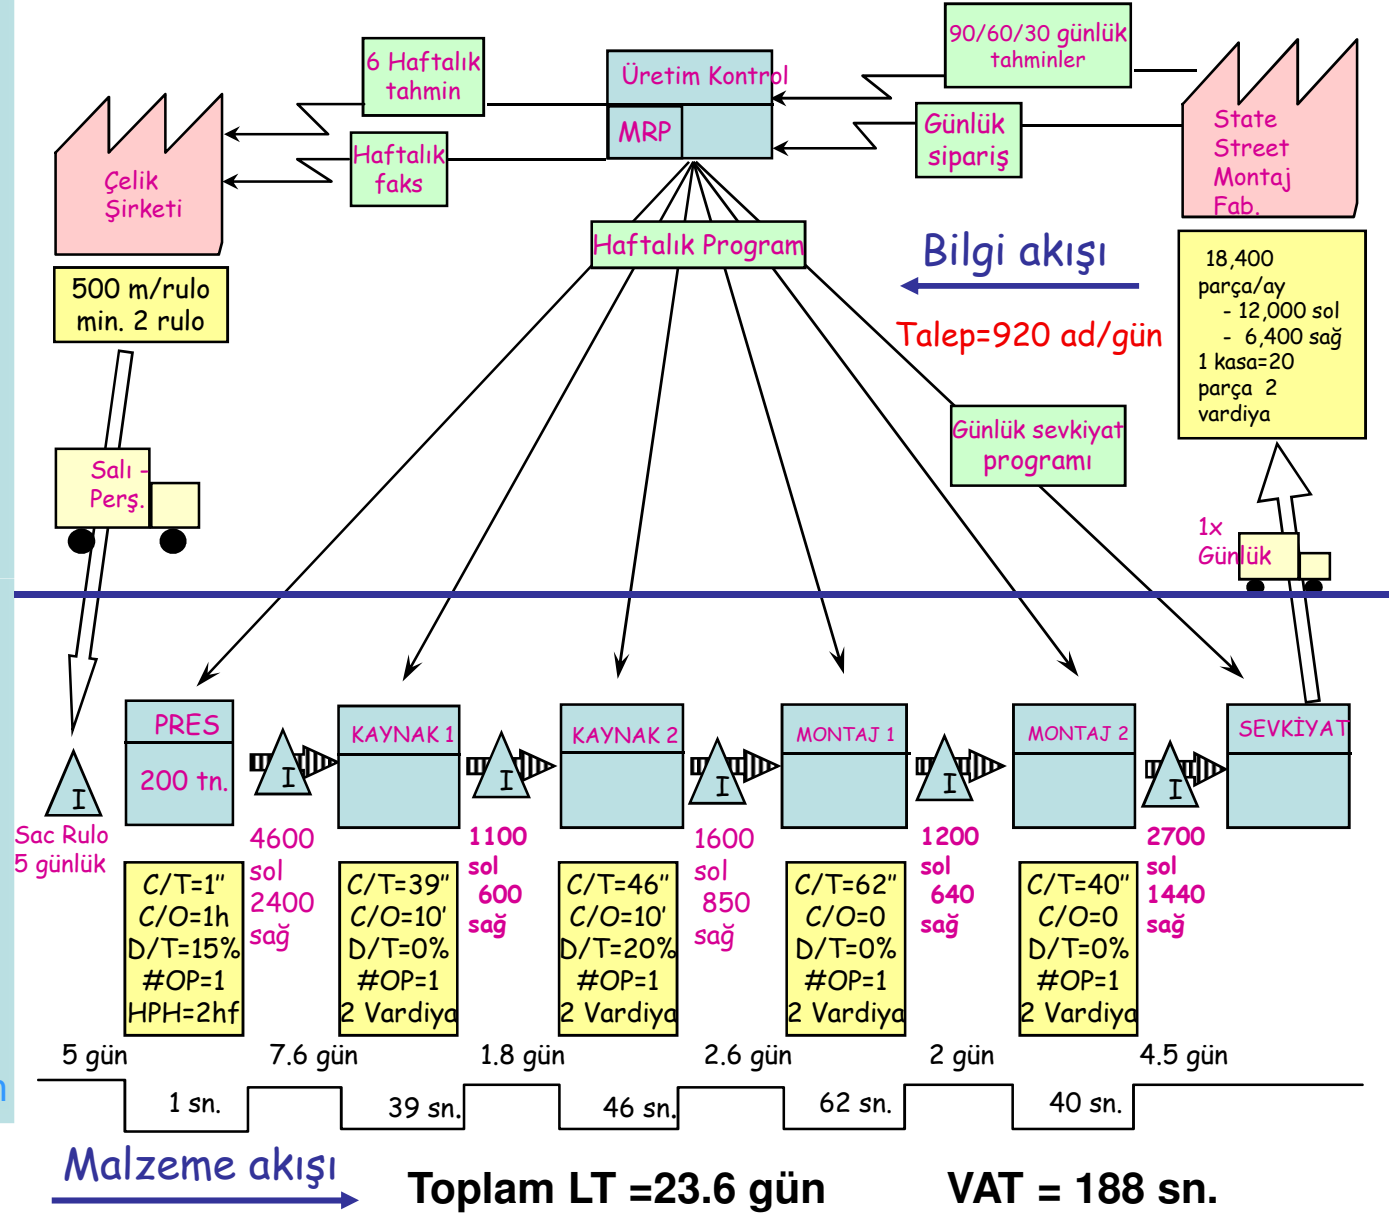 6 Haftalık
tahmin
Haftalık
faks
Üretim Kontrol
MRP
90/60/30 günlük
tahminler
Günlük
sipariş
State
Street
Montaj
Fab.
Çelik
Şirketi
Haftalık Program
Bilgi akışı
Talep=920 ad/gün
18,400
parça/ay
- 12,000 sol
- 6,400 sağ
1 kasa=20
parça 2
vardiya
500 m/rulo
min. 2 rulo
Salı -
Perş.
Günlük sevkiyat
programı
1x
Günlük
PRES
200 tn.
KAYNAK 1
KAYNAK 2
MONTAJ 1
MONTAJ 2
SEVKİYAT
I
I
I
I
I
I
Sac Rulo
5 günlük
4600
sol
2400
sağ
1100
sol
600
sağ
1600
sol
850
sağ
1200
sol
640
sağ
2700
sol
1440
sağ
C/T=1"
C/O=1h
D/T=15%
#OP=1
HPH=2hf
C/T=39"
C/O=10'
D/T=0%
#OP=1
2 Vardiya
C/T=46"
C/O=10'
D/T=20%
#OP=1
2 Vardiya
C/T=62"
C/O=0
D/T=0%
#OP=1
2 Vardiya
C/T=40"
C/O=0
D/T=0%
#OP=1
2 Vardiya
5 gün
7.6 gün
1.8 gün
2.6 gün
2 gün
4.5 gün
1 sn.
39 sn.
46 sn.
62 sn.
40 sn.
Malzeme akışı
Toplam LT =23.6 gün
VAT = 188 sn.